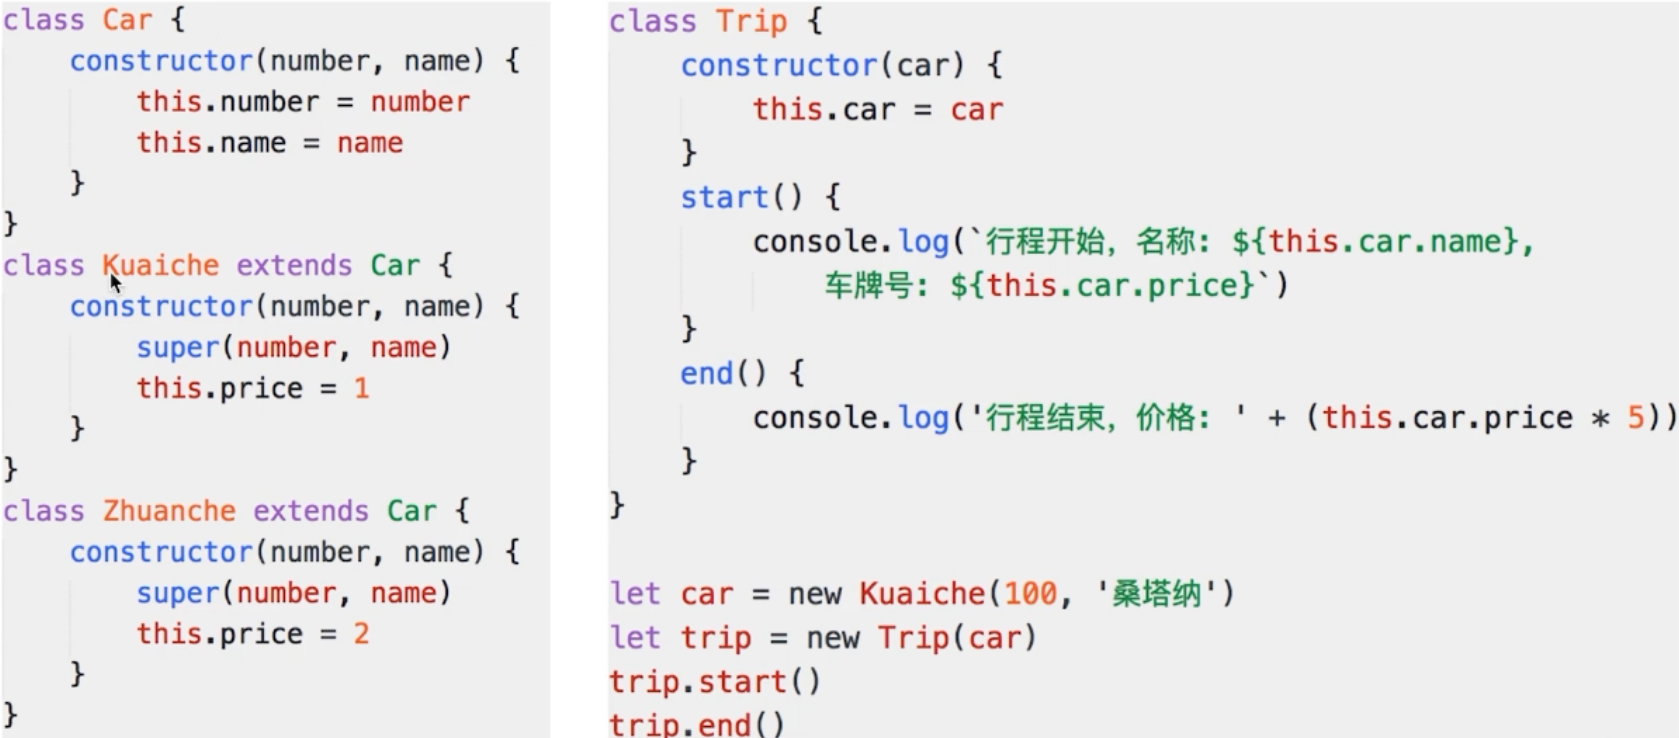 class Car {
    constructor(number, name) {
        this.number = number
        this.name = name
    }
}
class Kuaiche extends Car {
    constructor(number, name) {
        super(number, name)
        this.price = 1
    }
}
class Zhuanche extends Car {
    constructor(number, name) {
        super(number, name)
        this.price = 2
    }
}
class Trip {
    constructor(car) {
        this.car = car
    }
    start() {
        console.log(`行程开始, 名称: ${this.car.name},
            车牌号: ${this.car.price}`)
    }
    end() {
        console.log('行程结束, 价格: ' + (this.car.price * 5))
    }
}
let car = new Kuaiche(100, '桑塔纳')
let trip = new Trip(car)
trip.start()
trip.end()